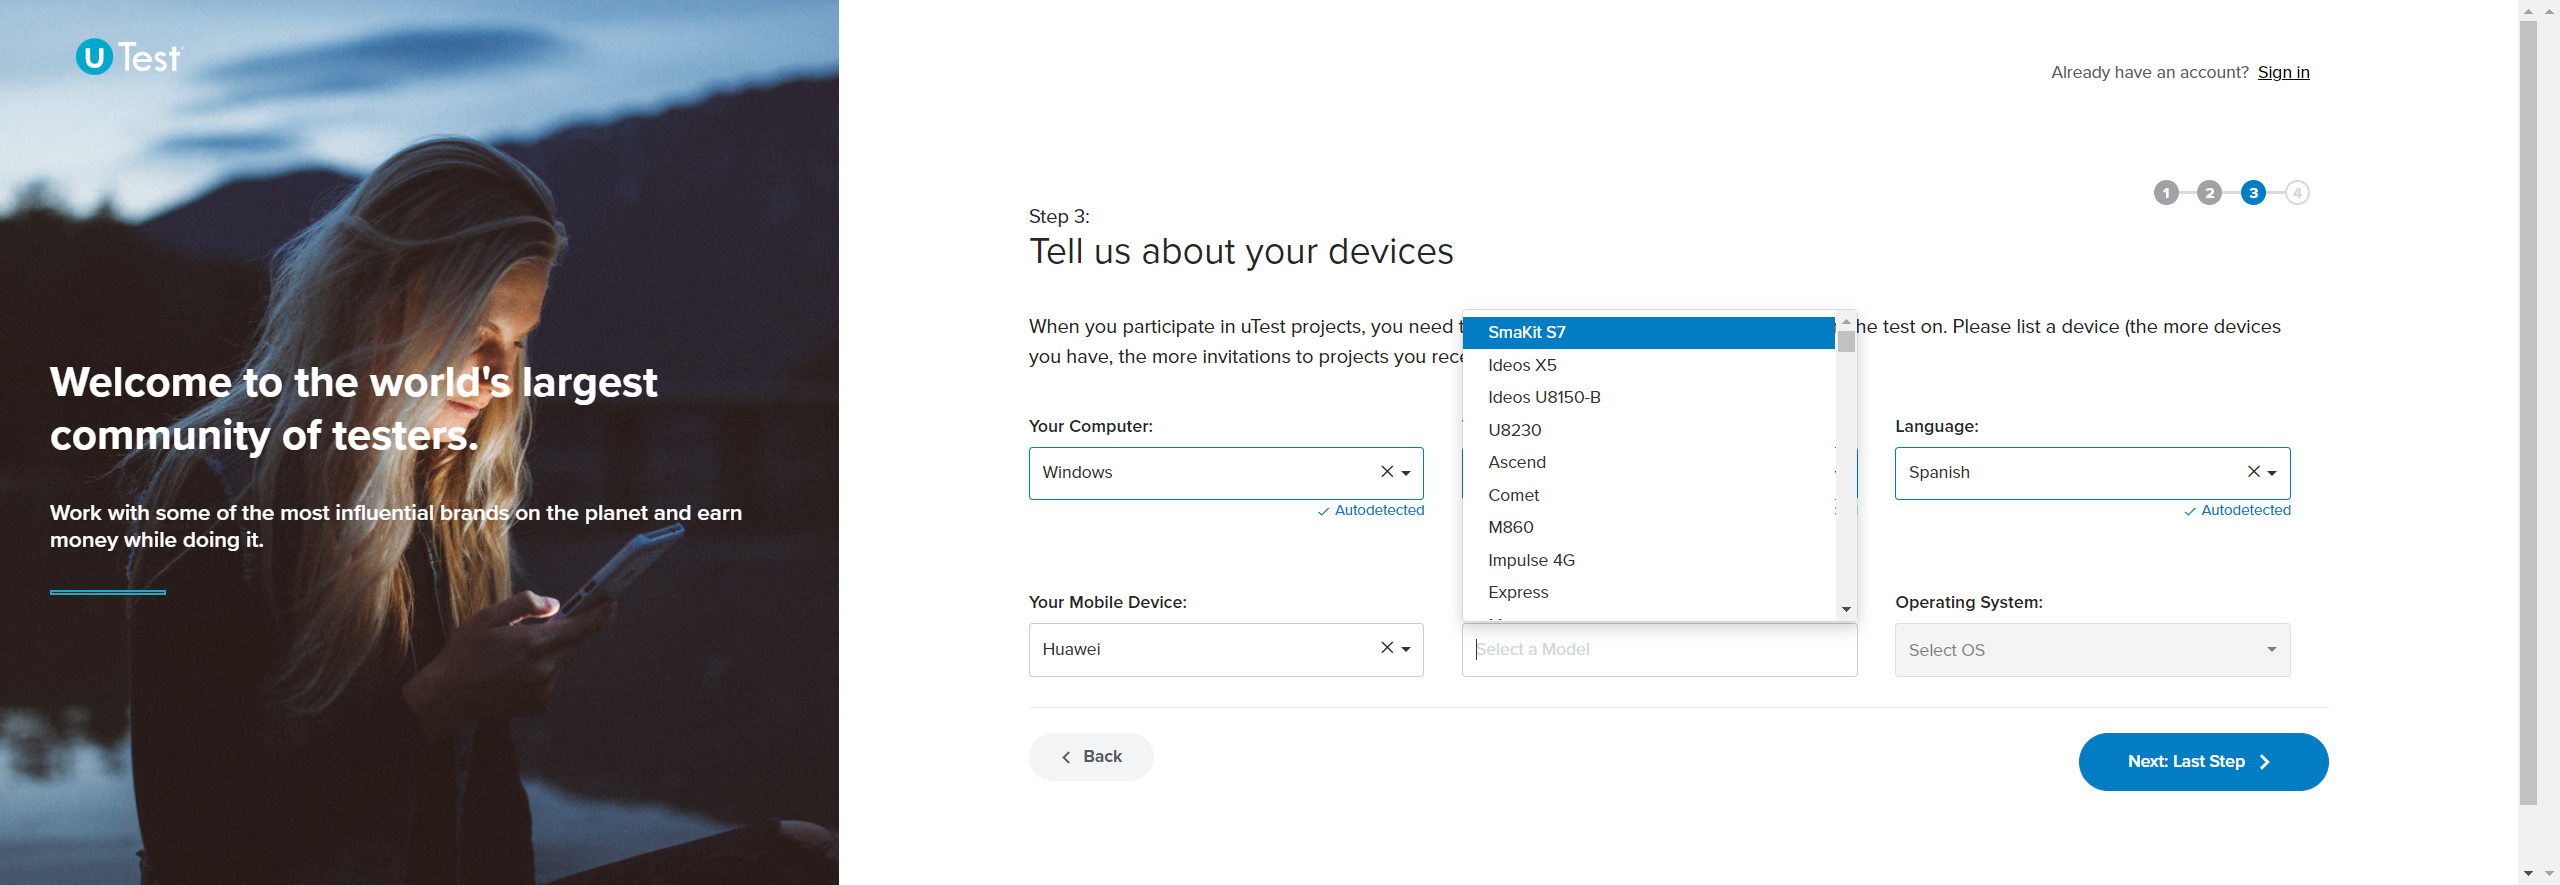 U Test
Already have an account? Sign in
1 2 3 4
Step 3:
Tell us about your devices
When you participate in uTest projects, you need he test on. Please list a device (the more devices
you have, the more invitations to projects you
SmaKit S7
Ideos X5
Ideos U8150-B
U8230
Ascend
Comet
M860
Impulse 4G
Express
Welcome to the world's largest
community of testers.
Work with some of the most influential brands on the planet and earn
money while doing it.
Your Computer:
Windows
Autodetected
Language:
Spanish
Autodetected
Your Mobile Device:
Huawei
Select a Model
Operating System:
Select OS
Back
Next: Last Step